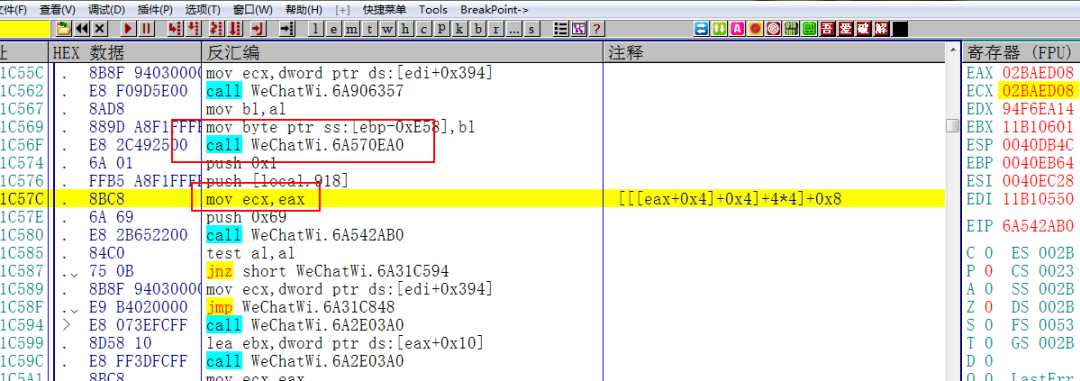 文件(F) 查看(V) 调试(D) 插件(P) 选项(T) 窗口(W) 帮助(H) [+] 快捷菜单 Tools BreakPoint->
l e m t w h c p k b r ... s ? 吾 爱 破 解
址 HEX 数据 反汇编 注释 寄存器 (FPU)
1C55C . 8B8F 94030000 mov ecx,dword ptr ds:[edi+0x394]
1C562 . E8 F09D5E00 call WeChatWi.6A906357
1C567 . 8AD8 mov bl,al
1C569 . 889D A8F1FFFF mov byte ptr ss:[ebp-0xE58],bl
1C56F . E8 2C492500 call WeChatWi.6A570EA0
1C574 . 6A 01 push 0x1
1C576 . FFB5 A8F1FFFF push [local.918]
1C57C . 8BC8 mov ecx,eax [[[eax+0x4]+0x4]+4*4]+0x8
1C57E . 6A 69 push 0x69
1C580 . E8 2B652200 call WeChatWi.6A542AB0
1C585 . 84C0 test al,al
1C587 .. 75 0B jnz short WeChatWi.6A31C594
1C589 . 8B8F 94030000 mov ecx,dword ptr ds:[edi+0x394]
1C58F .. E9 B4020000 jmp WeChatWi.6A31C848
1C594 > E8 073EFCFF call WeChatWi.6A2E03A0
1C599 . 8D58 10 lea ebx,dword ptr ds:[eax+0x10]
1C59C . E8 FF3DFCFF call WeChatWi.6A2E03A0
1C5A1 . 8BC8 mov ecx,eax
EAX 02BAED08
ECX 02BAED08
EDX 94F6EA14
EBX 11B10601
ESP 0040DB4C
EBP 0040EB64
ESI 0040EC28
EDI 11B10550
EIP 6A542AB0
C 0 ES 002B
P 0 CS 0023
A 0 SS 002B
Z 0 DS 002B
S 0 FS 0053
T 0 GS 002B
D 0
O 0 LastErr